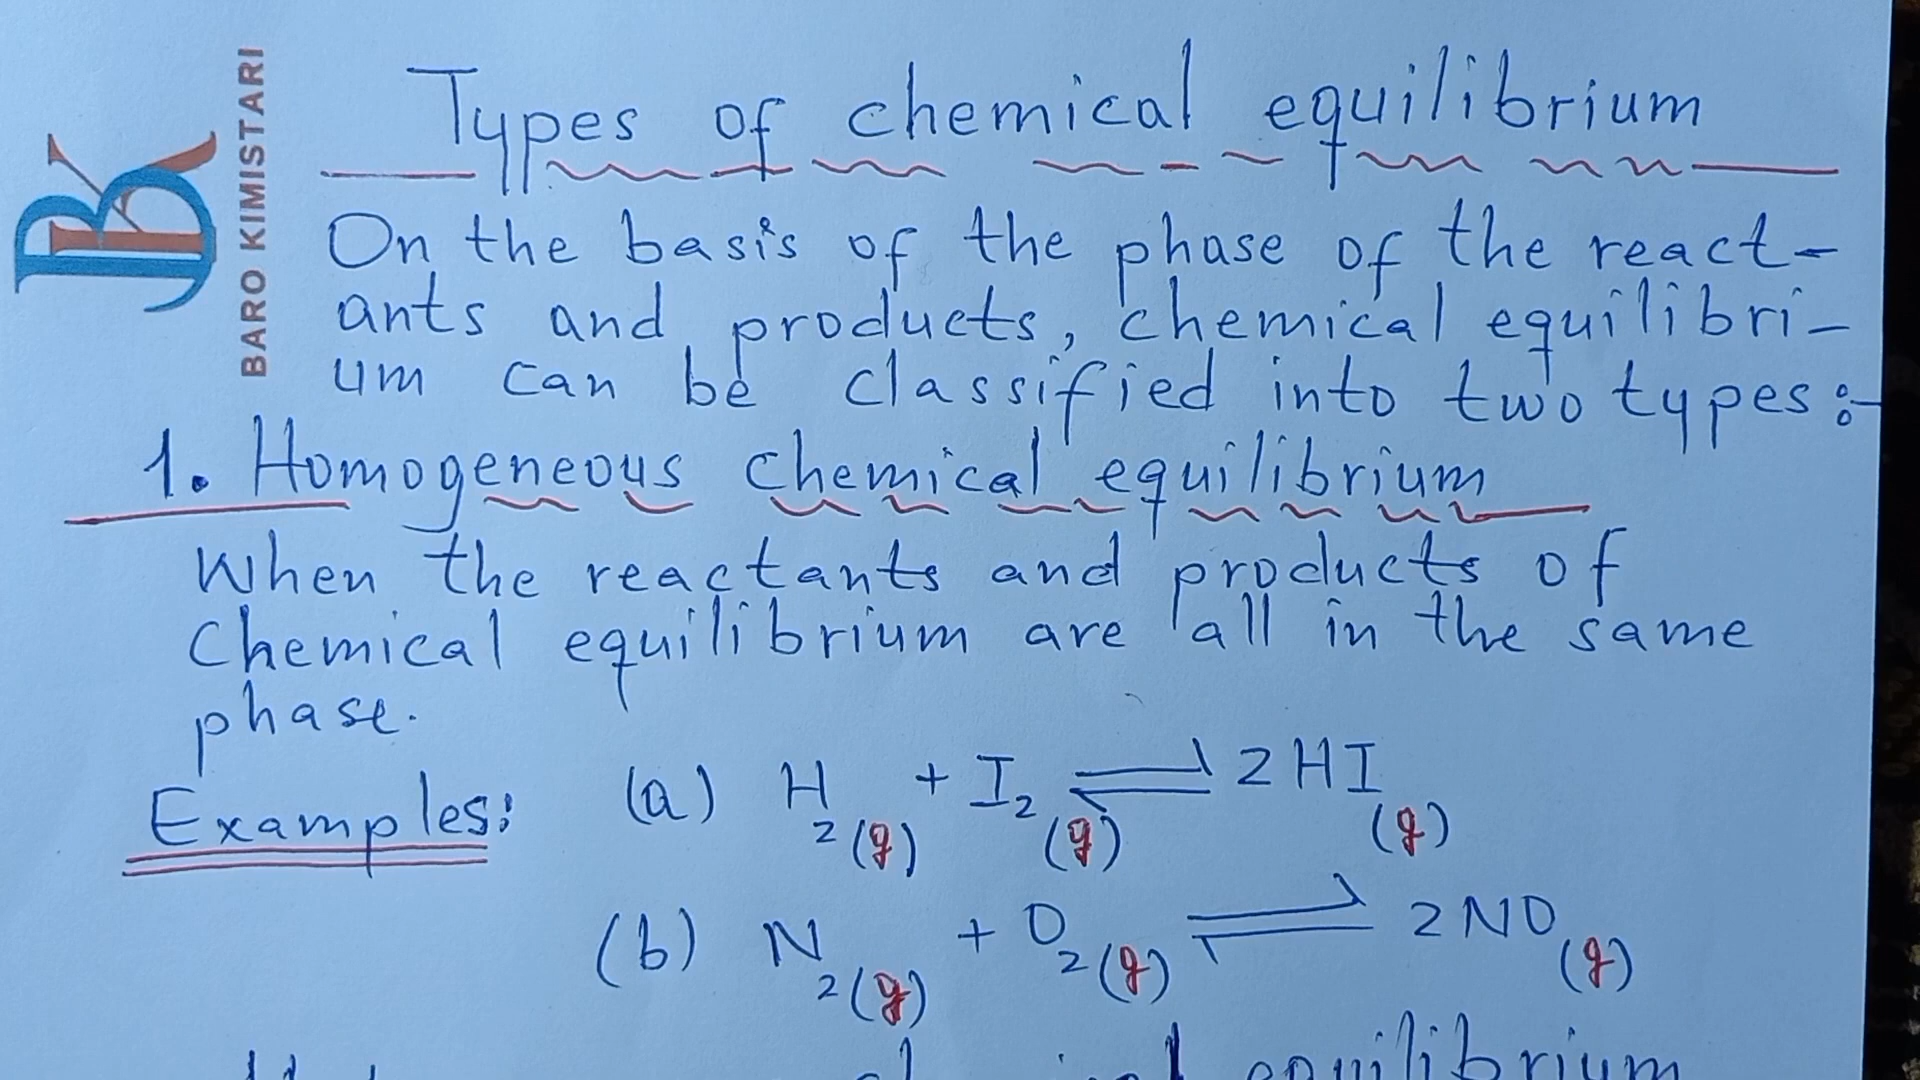 BK
BARO KIMISTARI
Types of chemical equilibrium
On the basis of the phase of the react-
ants and products, chemical equilibri-
um can be classified into two types:-
1. Homogeneous chemical equilibrium
When the reactants and products of
Chemical equilibrium are all in the same
phase.
Examples: (a) H₂(g) + I₂(g) ⇌ 2HI(g)
(b) N₂(g) + O₂(g) ⇌ 2NO(g)
equilibrium